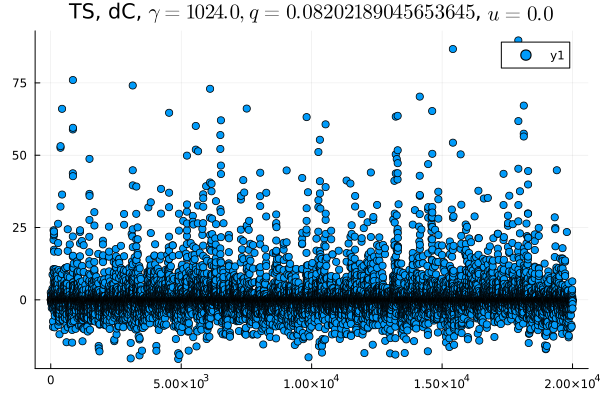 TS, dC, γ = 1024.0, q = 0.08202189045653645, u = 0.0
y1
75
50
25
0
0 5.00×10³ 1.00×10⁴ 1.50×10⁴ 2.00×10⁴